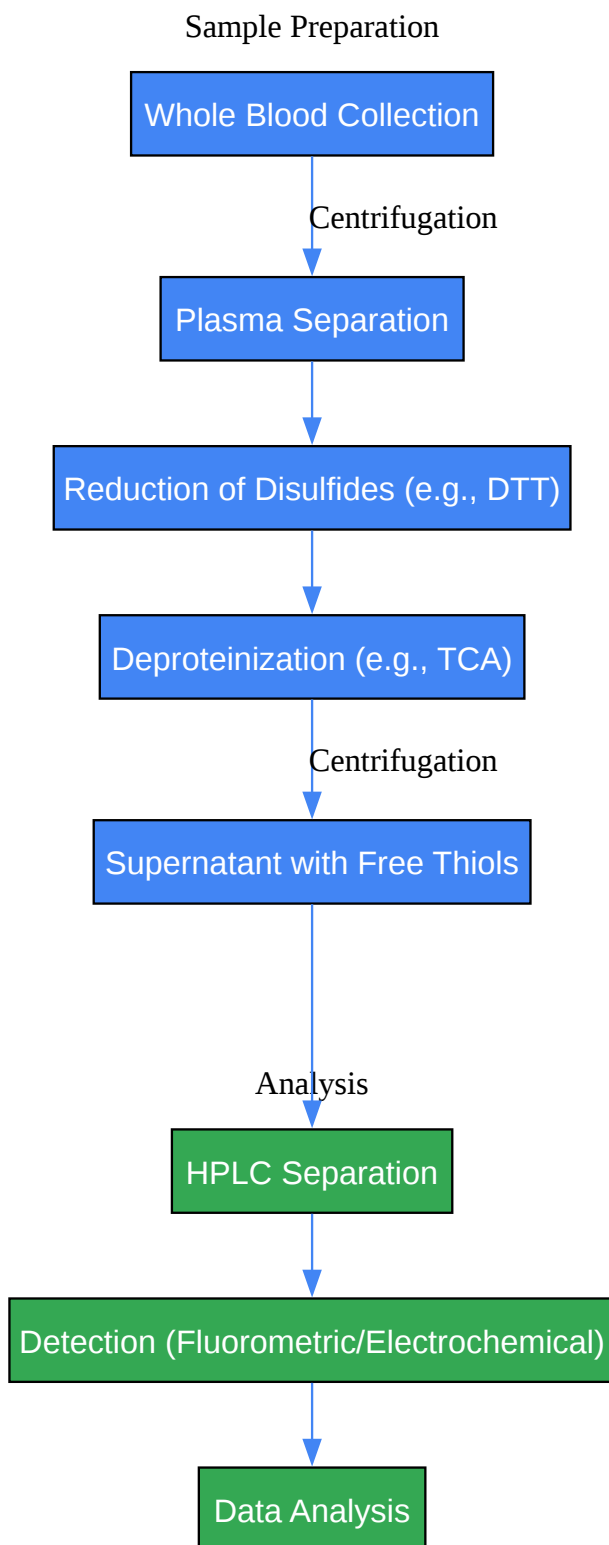 Sample Preparation
Whole Blood Collection
Centrifugation
Plasma Separation
Reduction of Disulfides (e.g., DTT)
Deproteinization (e.g., TCA)
Centrifugation
Supernatant with Free Thiols
Analysis
HPLC Separation
Detection (Fluorometric/Electrochemical)
Data Analysis